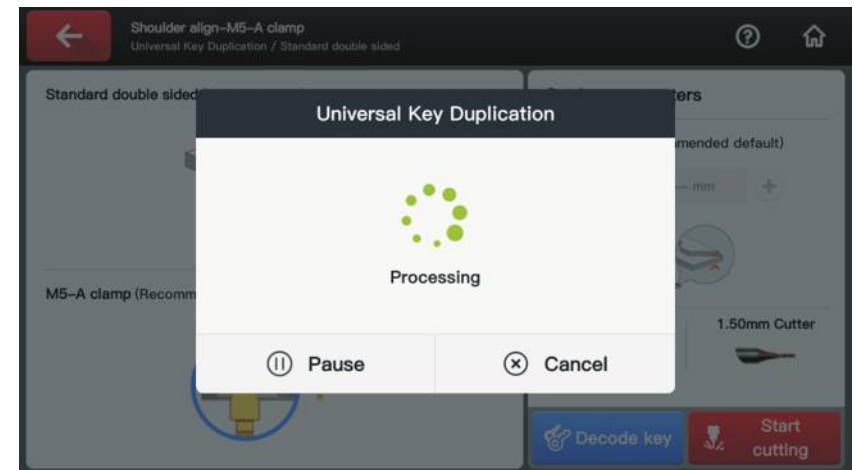 Shoulder align-M5-A clamp
Universal Key Duplication / Standard double sided
Standard double sided
ters
Universal Key Duplication
mended default)
mm
Processing
M5-A clamp (Recomm
1.50mm Cutter
Pause
Cancel
Decode key
Start
cutting